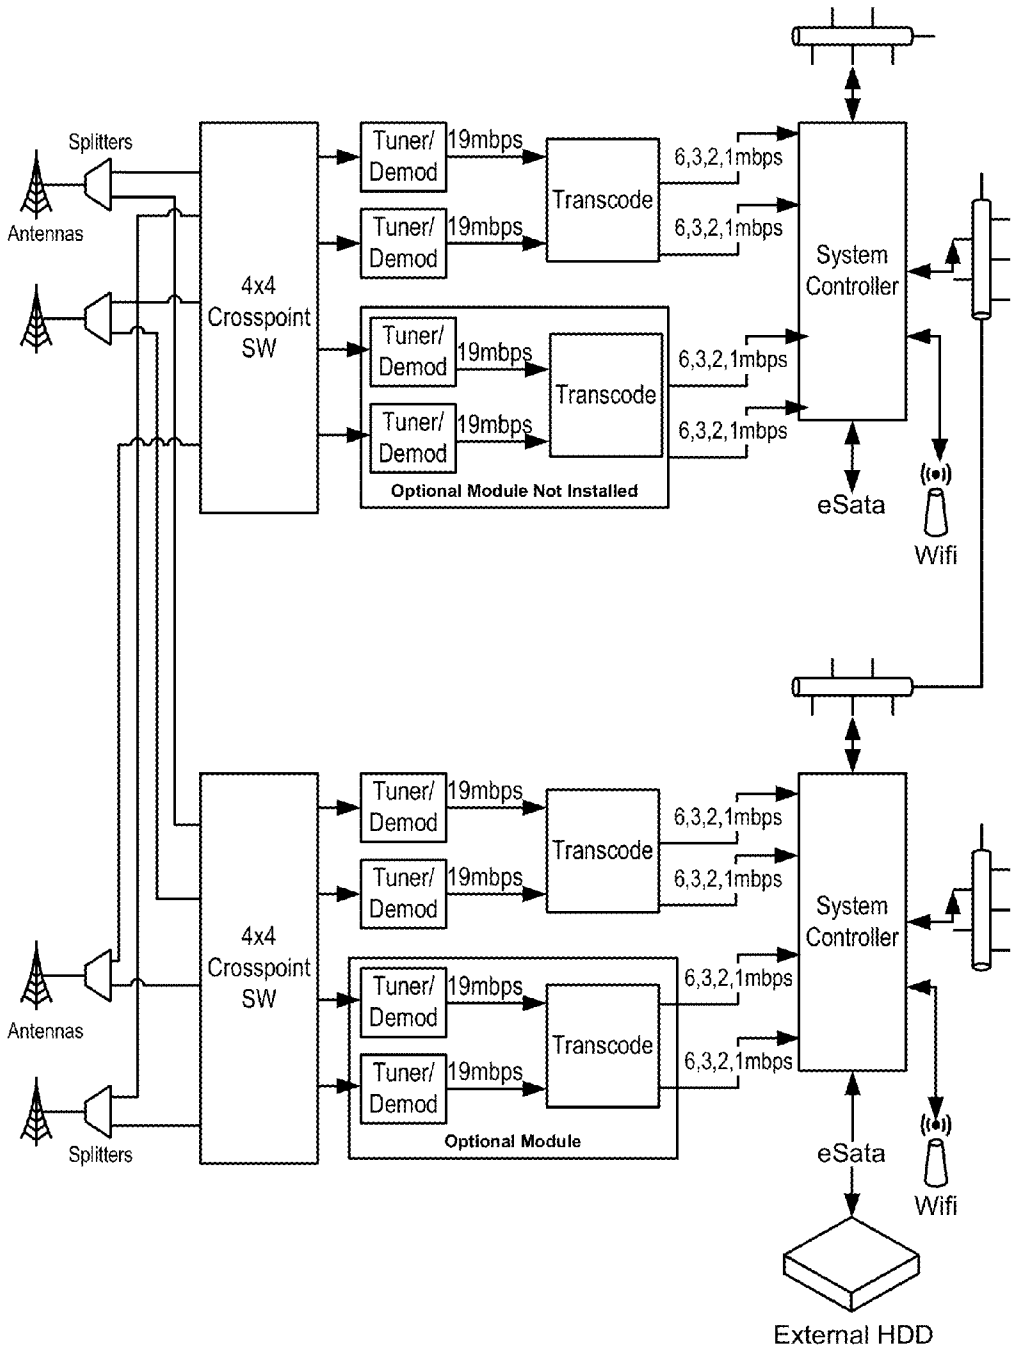 Splitters
Antennas
4x4
Crosspoint
SW
Tuner/
Demod
19mbps
Tuner/
Demod
19mbps
Transcode
6,3,2,1mbps
6,3,2,1mbps
Tuner/
Demod
19mbps
Tuner/
Demod
19mbps
Transcode
Optional Module Not Installed
6,3,2,1mbps
6,3,2,1mbps
System
Controller
eSata
Wifi
Antennas
Splitters
4x4
Crosspoint
SW
Tuner/
Demod
19mbps
Tuner/
Demod
19mbps
Transcode
6,3,2,1mbps
6,3,2,1mbps
Tuner/
Demod
19mbps
Tuner/
Demod
19mbps
Transcode
Optional Module
6,3,2,1mbps
6,3,2,1mbps
System
Controller
eSata
Wifi
External HDD